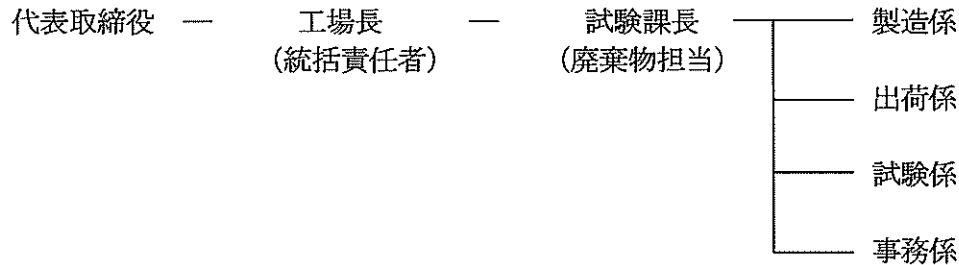 代表取締役 ― 工場長 ― 試験課長 製造係
(統括責任者) (廃棄物担当)
出荷係
試験係
事務係